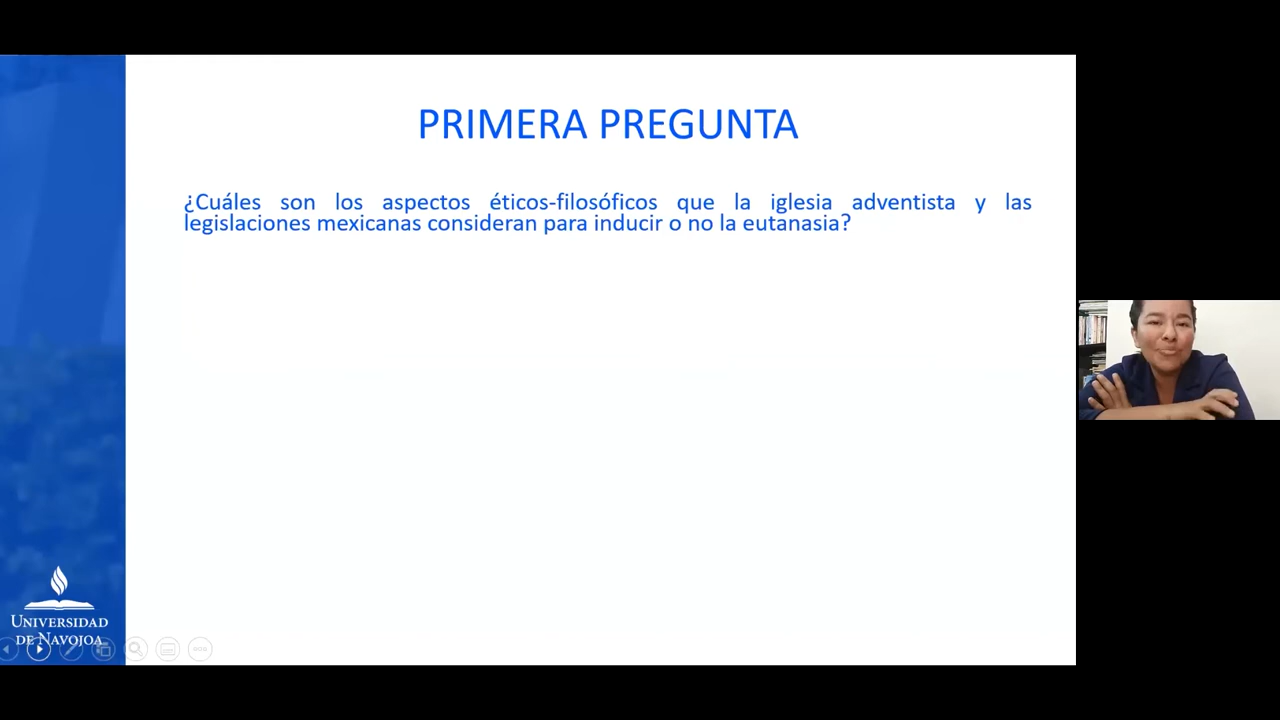 PRIMERA PREGUNTA
¿Cuáles son los aspectos éticos-filosóficos que la iglesia adventista y las
legislaciones mexicanas consideran para inducir o no la eutanasia?
UNIVERSIDAD
DE NAVOJOA